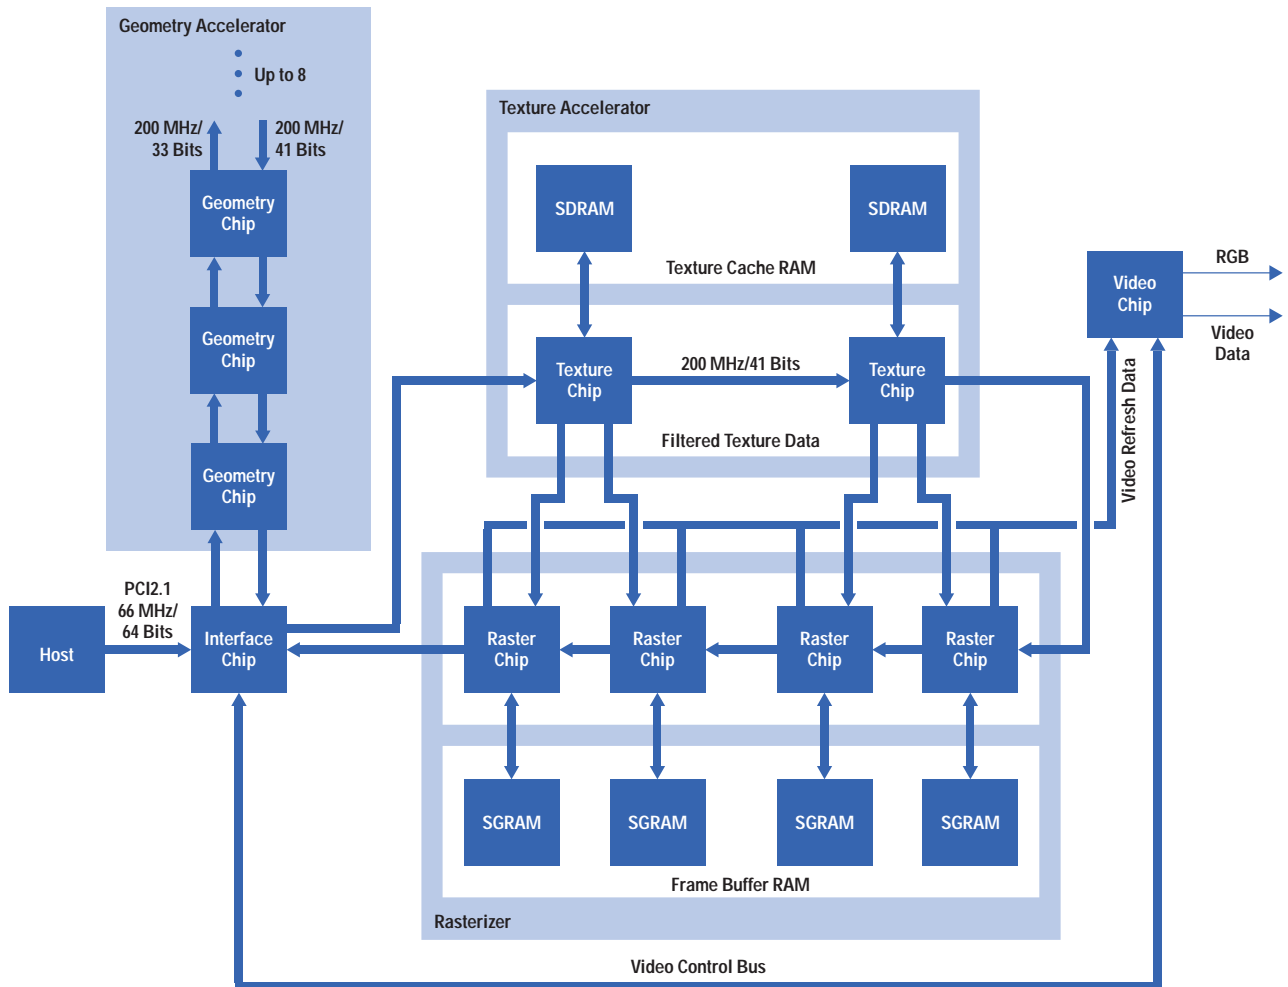 Geometry Accelerator
Up to 8
200 MHz/
33 Bits
200 MHz/
41 Bits
Geometry
Chip
Geometry
Chip
Geometry
Chip
PCI2.1
66 MHz/
64 Bits
Host
Interface
Chip
Texture Accelerator
SDRAM
SDRAM
Texture Cache RAM
Texture
Chip
200 MHz/41 Bits
Texture
Chip
Filtered Texture Data
Video
Chip
RGB
Video
Data
Video Refresh Data
Raster
Chip
Raster
Chip
Raster
Chip
Raster
Chip
SGRAM
SGRAM
SGRAM
SGRAM
Frame Buffer RAM
Rasterizer
Video Control Bus